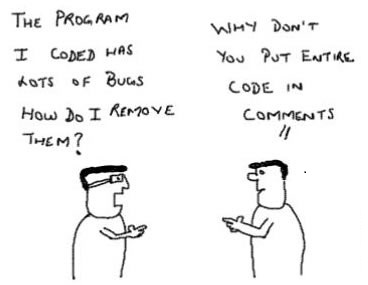 THE PROGRAM
I CODED HAS
LOTS OF BUGS
HOW DO I REMOVE
THEM?
WHY DON'T
YOU PUT ENTIRE
CODE IN
COMMENTS
!!